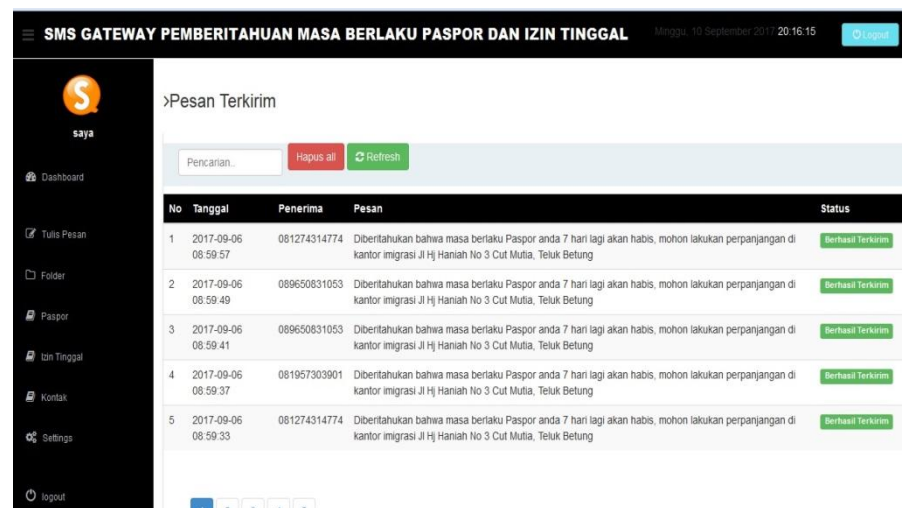 SMS GATEWAY PEMBERITAHUAN MASA BERLAKU PASPOR DAN IZIN TINGGAL
Minggu, 10 September 2017 20:16:15
Logout
S
saya
>Pesan Terkirim
Pencarian..
Hapus all
Refresh
Dashboard
Tulis Pesan
Folder
Paspor
Izin Tinggal
Kontak
Settings
logout
No Tanggal Penerima Pesan Status
1 2017-09-06 081274314774 Diberitahukan bahwa masa berlaku Paspor anda 7 hari lagi akan habis, mohon lakukan perpanjangan di Berhasil Terkirim
08:59:57 kantor imigrasi Jl Hj Haniah No 3 Cut Mutia, Teluk Betung
2 2017-09-06 089650831053 Diberitahukan bahwa masa berlaku Paspor anda 7 hari lagi akan habis, mohon lakukan perpanjangan di Berhasil Terkirim
08:59:49 kantor imigrasi Jl Hj Haniah No 3 Cut Mutia, Teluk Betung
3 2017-09-06 089650831053 Diberitahukan bahwa masa berlaku Paspor anda 7 hari lagi akan habis, mohon lakukan perpanjangan di Berhasil Terkirim
08:59:41 kantor imigrasi Jl Hj Haniah No 3 Cut Mutia, Teluk Betung
4 2017-09-06 081957303901 Diberitahukan bahwa masa berlaku Paspor anda 7 hari lagi akan habis, mohon lakukan perpanjangan di Berhasil Terkirim
08:59:37 kantor imigrasi Jl Hj Haniah No 3 Cut Mutia, Teluk Betung
5 2017-09-06 081274314774 Diberitahukan bahwa masa berlaku Paspor anda 7 hari lagi akan habis, mohon lakukan perpanjangan di Berhasil Terkirim
08:59:33 kantor imigrasi Jl Hj Haniah No 3 Cut Mutia, Teluk Betung